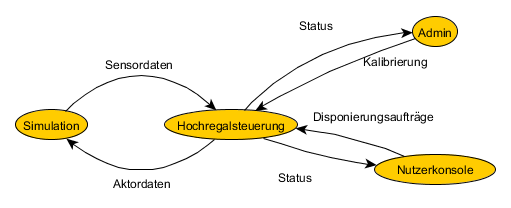 Status
Admin
Sensordaten
Kalibrierung
Disponierungsaufträge
Simulation
Hochregalsteuerung
Nutzerkonsole
Aktordaten
Status